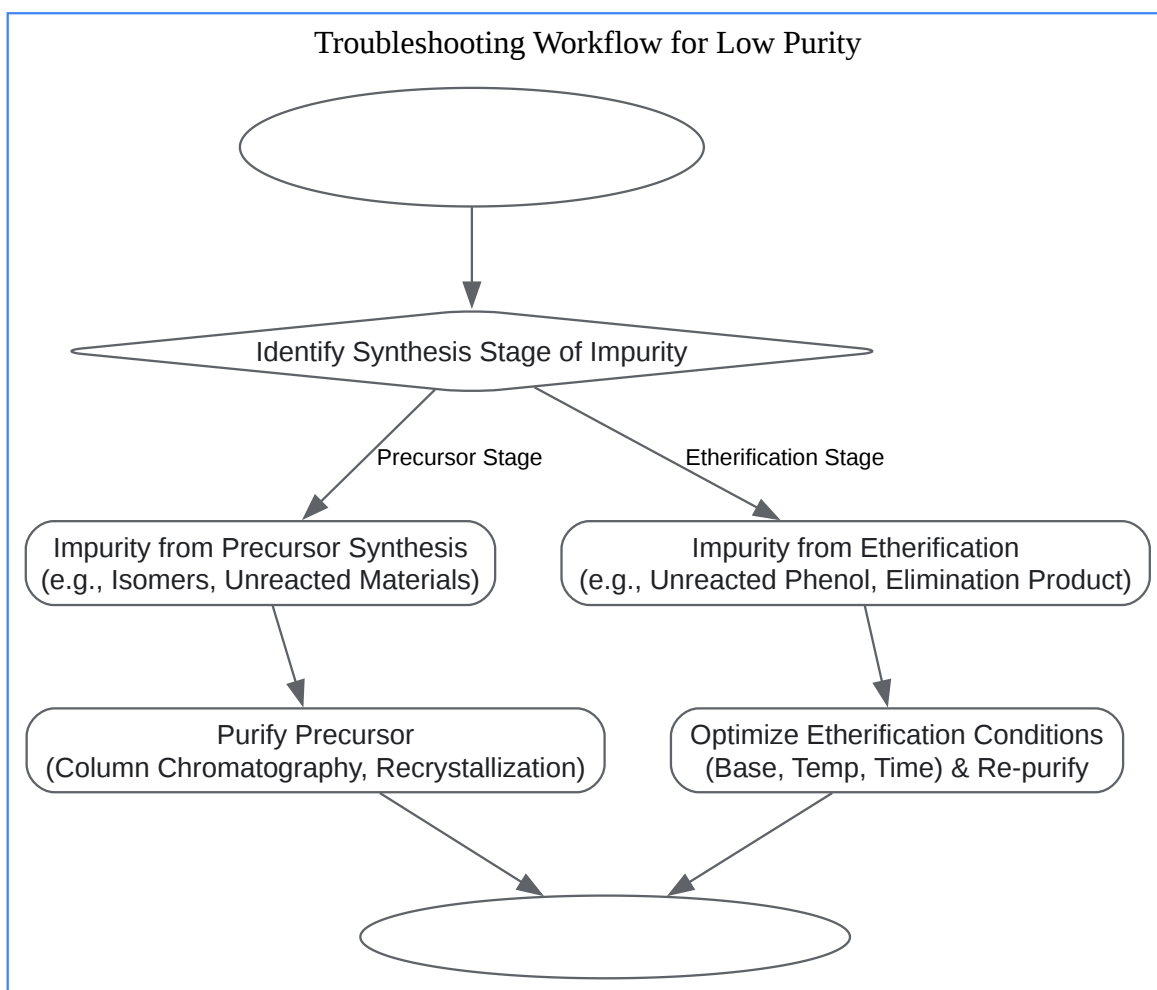 Troubleshooting Workflow for Low Purity
Identify Synthesis Stage of Impurity
Precursor Stage
Etherification Stage
Impurity from Precursor Synthesis
(e.g., Isomers, Unreacted Materials)
Impurity from Etherification
(e.g., Unreacted Phenol, Elimination Product)
Purify Precursor
(Column Chromatography, Recrystallization)
Optimize Etherification Conditions
(Base, Temp, Time) & Re-purify